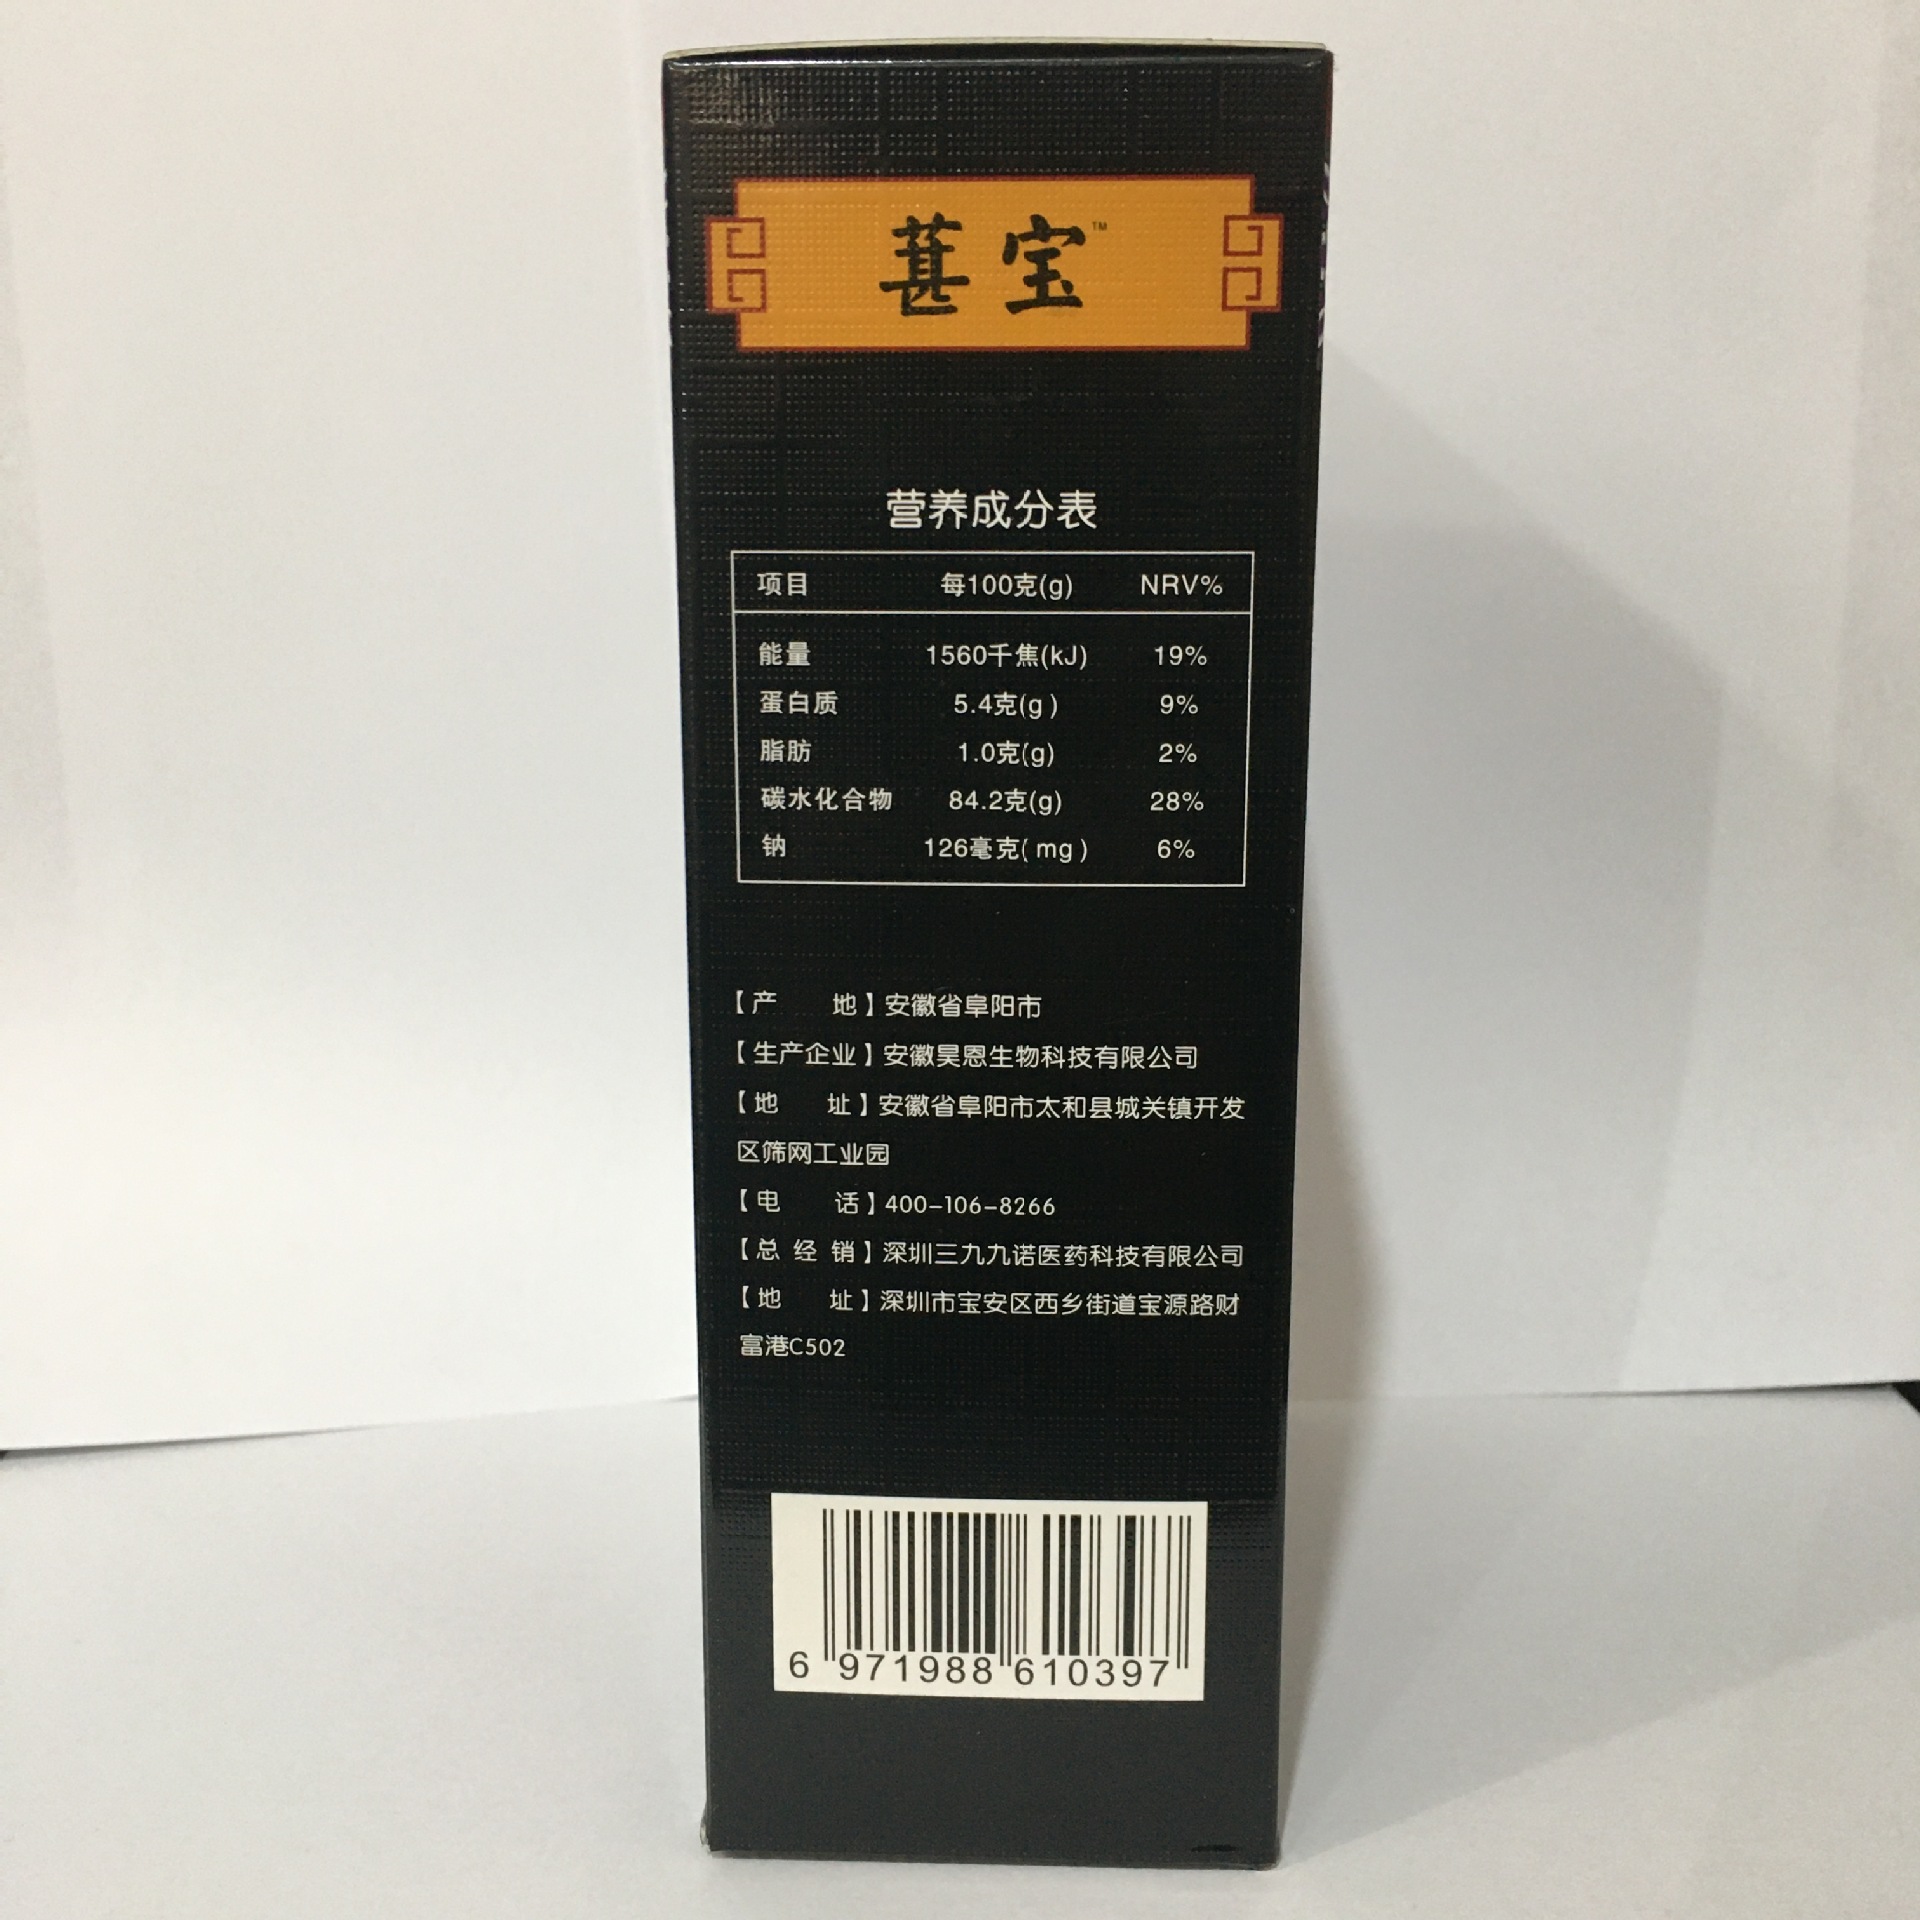 葚宝™
营养成分表
项目 每100克(g) NRV%
能量 1560千焦(kJ) 19%
蛋白质 5.4克(g) 9%
脂肪 1.0克(g) 2%
碳水化合物 84.2克(g) 28%
钠 126毫克(mg) 6%
【产 地】安徽省阜阳市
【生产企业】安徽昊恩生物科技有限公司
【地 址】安徽省阜阳市太和县城关镇开发
区筛网工业园
【电 话】400-106-8266
【总 经 销】深圳三九九诺医药科技有限公司
【地 址】深圳市宝安区西乡街道宝源路财
富港C502
6 971988 610397